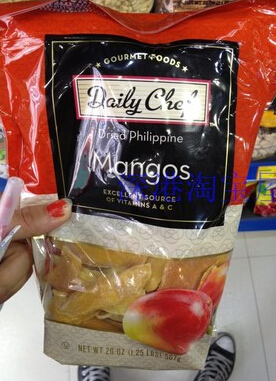 GOURMET FOODS
Daily Chef
Dried Philippine
Mangos
EXCELLENT SOURCE
OF VITAMINS A & C
NET WT 20 OZ (1.25 LBS) 567g